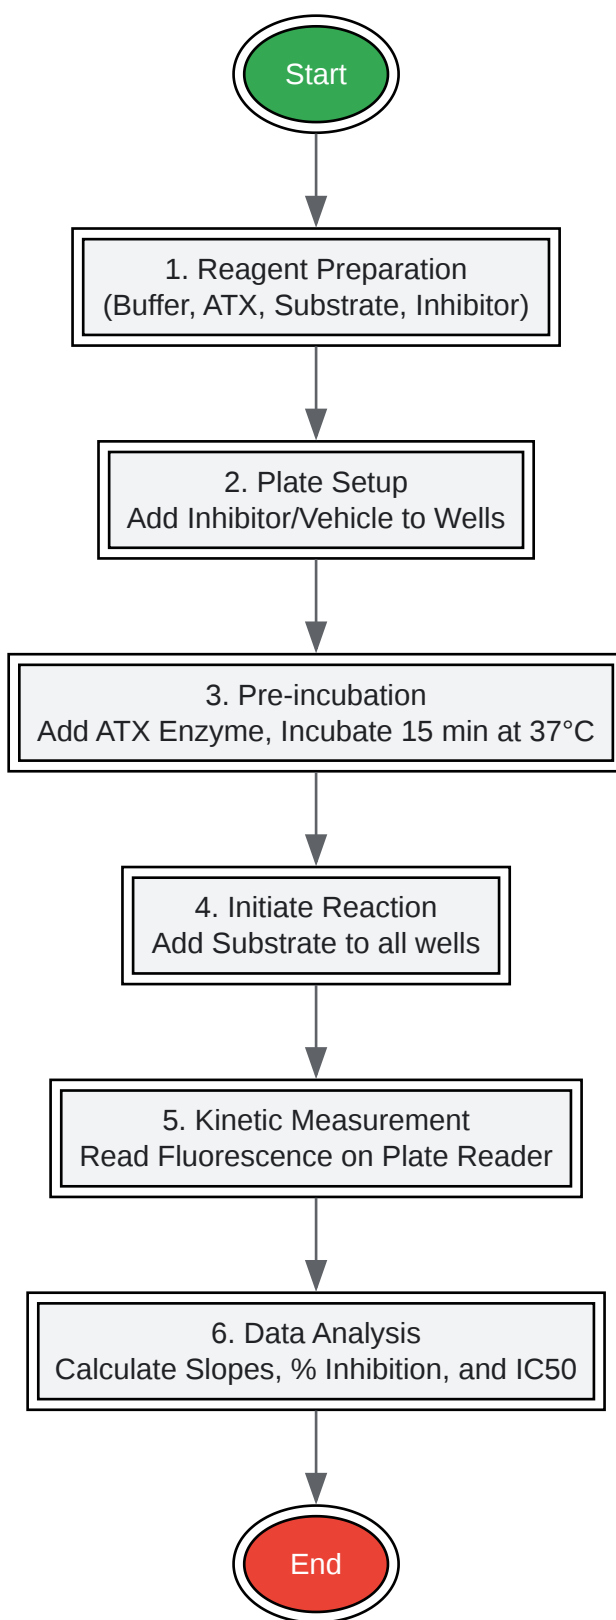 Start
1. Reagent Preparation
(Buffer, ATX, Substrate, Inhibitor)
2. Plate Setup
Add Inhibitor/Vehicle to Wells
3. Pre-incubation
Add ATX Enzyme, Incubate 15 min at 37°C
4. Initiate Reaction
Add Substrate to all wells
5. Kinetic Measurement
Read Fluorescence on Plate Reader
6. Data Analysis
Calculate Slopes, % Inhibition, and IC50
End